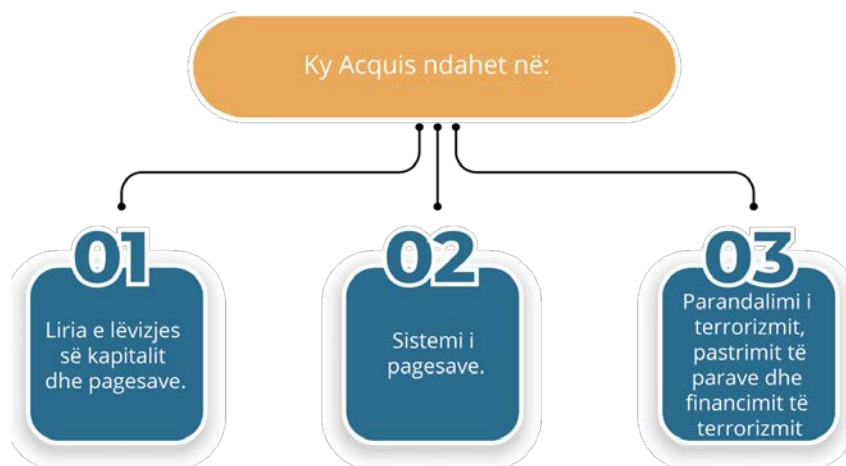 Ky Acquis ndahet në:
01
Liria e lëvizjes
së kapitalit
dhe pagesave.
02
Sistemi i
pagesave.
03
Parandalimi i
terrorizmit,
pastrimit të
parave dhe
financimit të
terrorizmit